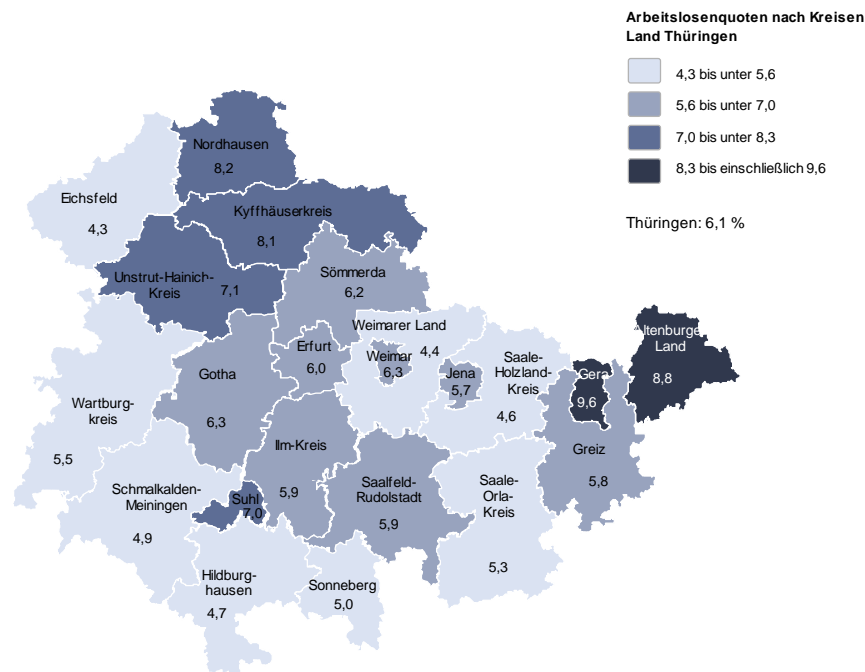 Arbeitslosenquoten nach Kreisen
Land Thüringen
4,3 bis unter 5,6
5,6 bis unter 7,0
7,0 bis unter 8,3
8,3 bis einschließlich 9,6
Thüringen: 6,1 %
Nordhausen
8,2
Eichsfeld
4,3
Kyffhäuserkreis
8,1
Unstrut-Hainich-
Kreis
7,1
Sömmerda
6,2
Weimarer Land
4,4
Weimar
6,3
Erfurt
6,0
Gotha
6,3
Jena
5,7
Saale-
Holzland-
Kreis
4,6
Gera
9,6
Altenburger
Land
8,8
Wartburg-
kreis
5,5
Ilm-Kreis
5,9
Greiz
5,8
Schmalkalden-
Meiningen
4,9
Suhl
7,0
Saalfeld-
Rudolstadt
5,9
Saale-
Orla-
Kreis
5,3
Hildburg-
hausen
4,7
Sonneberg
5,0